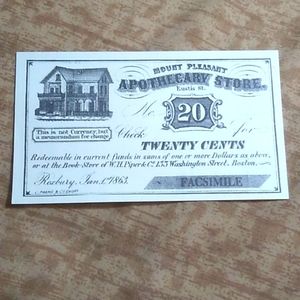 MOUNT PLEASANT
APOTHECARY STORE.
Eustis St.
No.
20
This is not Currency, but
a memorandum for change
Check for
TWENTY CENTS
Redeemable in current funds in sums of one or more Dollars as above,
or at the Book-Store of W. H. Piper & Co. 133 Washington Street, Boston.
Roxbury, Jan. 1st 1863.
FACSIMILE